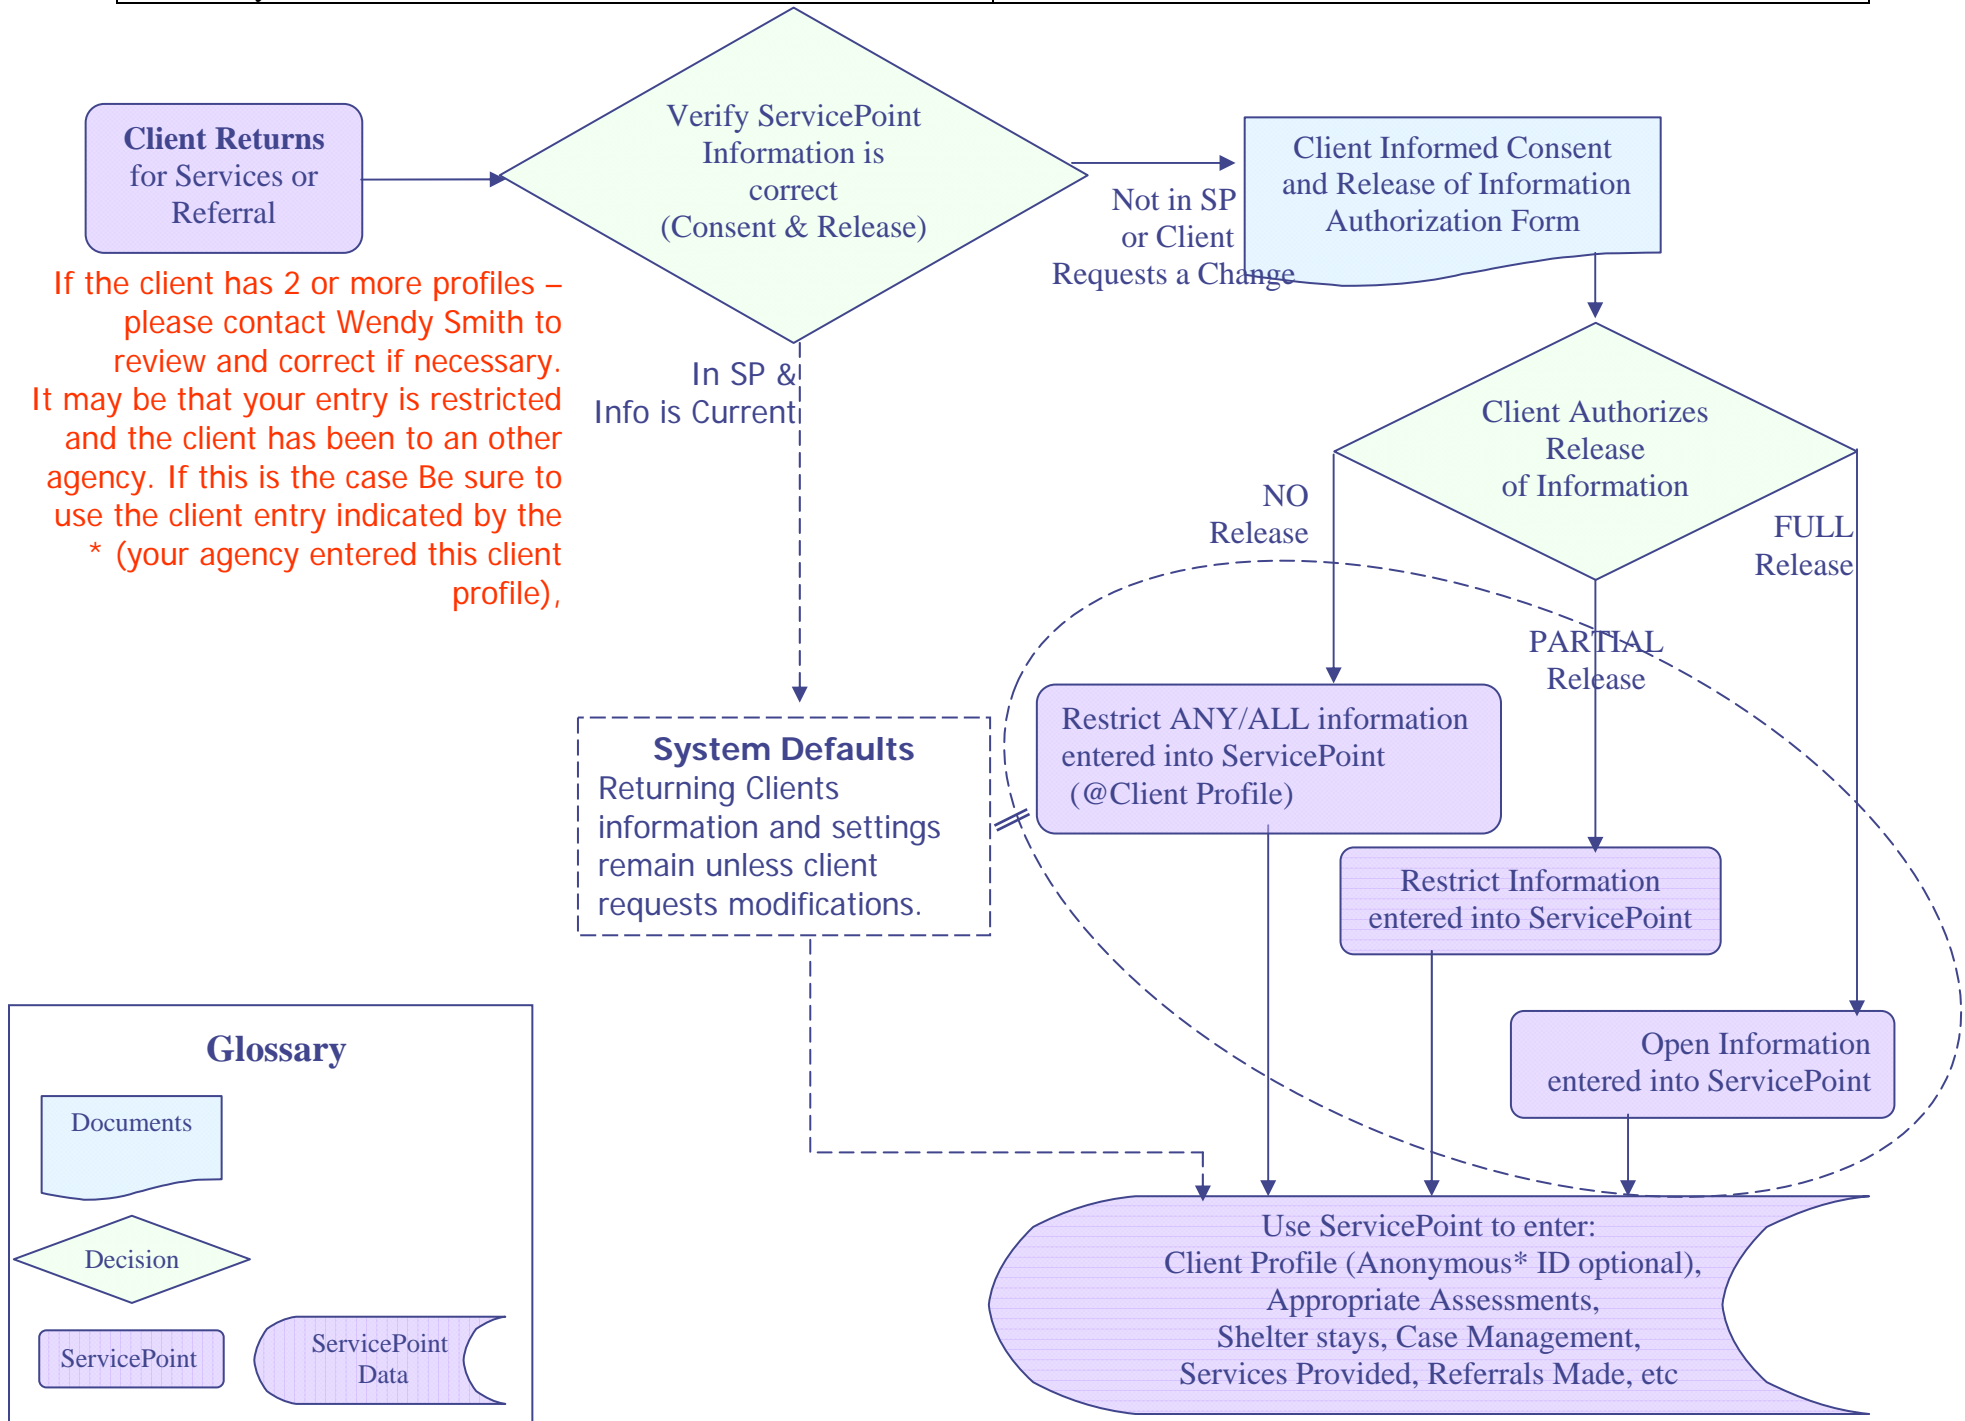 Client Returns
for Services or
Referral
Verify ServicePoint
Information is
correct
(Consent & Release)
Not in SP
or Client
Requests a Change
Client Informed Consent
and Release of Information
Authorization Form
If the client has 2 or more profiles –
please contact Wendy Smith to
review and correct if necessary.
It may be that your entry is restricted
and the client has been to an other
agency. If this is the case Be sure to
use the client entry indicated by the
* (your agency entered this client
profile),
In SP &
Info is Current
Client Authorizes
Release
of Information
NO
Release
FULL
Release
PARTIAL
Release
System Defaults
Returning Clients
information and settings
remain unless client
requests modifications.
Restrict ANY/ALL information
entered into ServicePoint
(@Client Profile)
Restrict Information
entered into ServicePoint
Open Information
entered into ServicePoint
Glossary
Documents
Decision
ServicePoint
ServicePoint
Data
Use ServicePoint to enter:
Client Profile (Anonymous* ID optional),
Appropriate Assessments,
Shelter stays, Case Management,
Services Provided, Referrals Made, etc